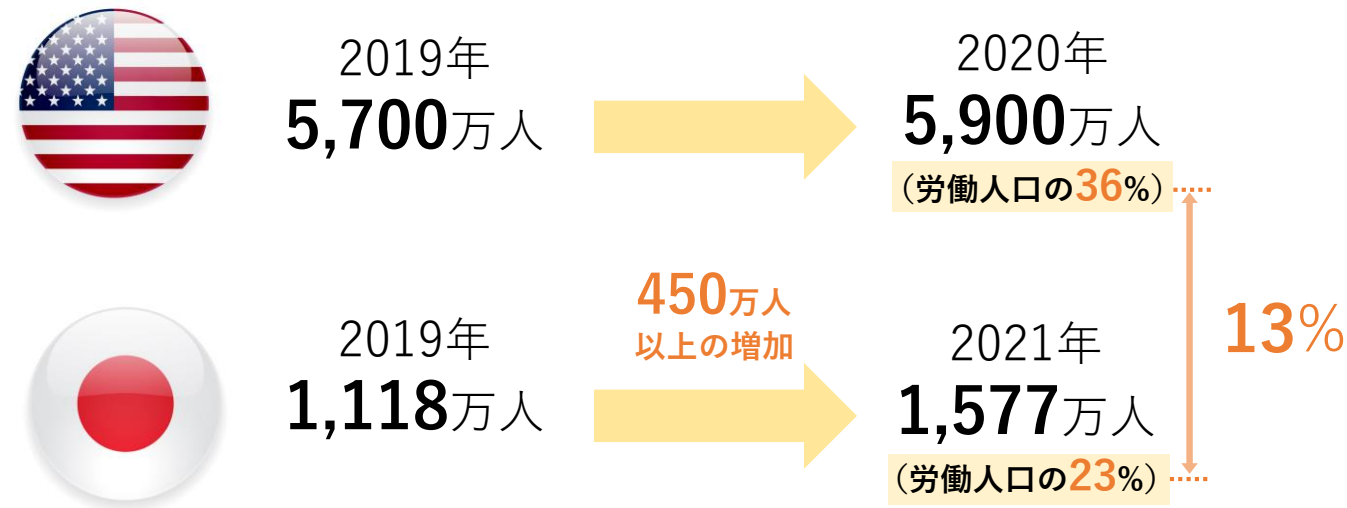 2019年
5,700万人
2020年
5,900万人
（労働人口の36%）
2019年
1,118万人
450万人
以上の増加
2021年
1,577万人
（労働人口の23%）
13%